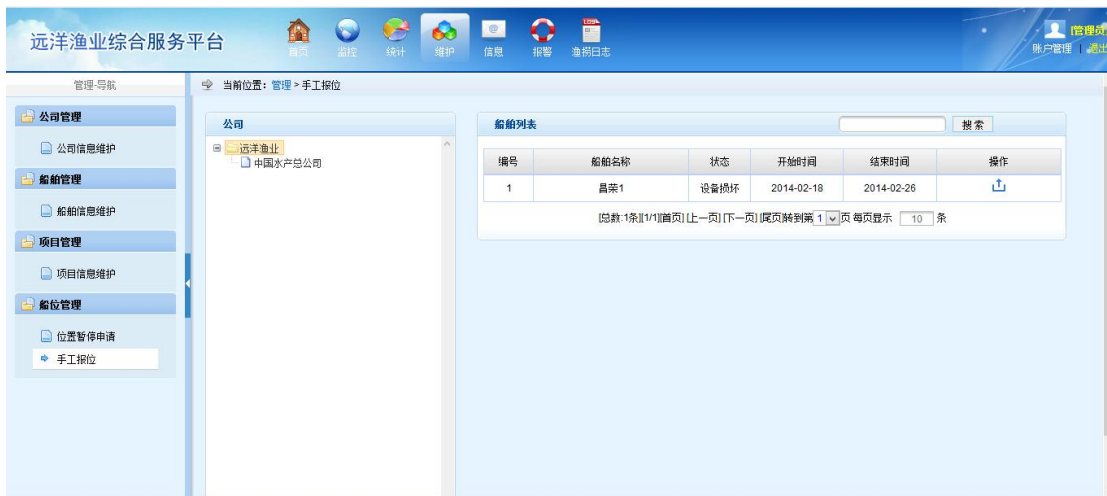 远洋渔业综合服务平台
首页 监控 统计 维护 信息 报警 渔捞日志
[管理员
账户管理 | 退出
管理-导航
当前位置：管理 > 手工报位
公司管理
公司信息维护
船舶管理
船舶信息维护
项目管理
项目信息维护
船位管理
位置暂停申请
手工报位
公司
远洋渔业
中国水产总公司
船舶列表 搜索
编号 船舶名称 状态 开始时间 结束时间 操作
1 昌荣1 设备损坏 2014-02-18 2014-02-26
[总数:1条][1/1][首页] [上一页] [下一页] [尾页]转到第 1 页 每页显示 10 条